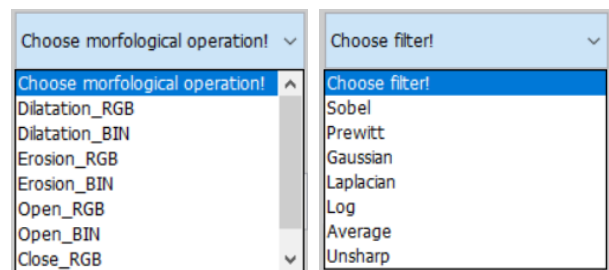 Choose morfological operation!
Choose morfological operation!
Dilatation_RGB
Dilatation_BIN
Erosion_RGB
Erosion_BIN
Open_RGB
Open_BIN
Close_RGB
Choose filter!
Choose filter!
Sobel
Prewitt
Gaussian
Laplacian
Log
Average
Unsharp